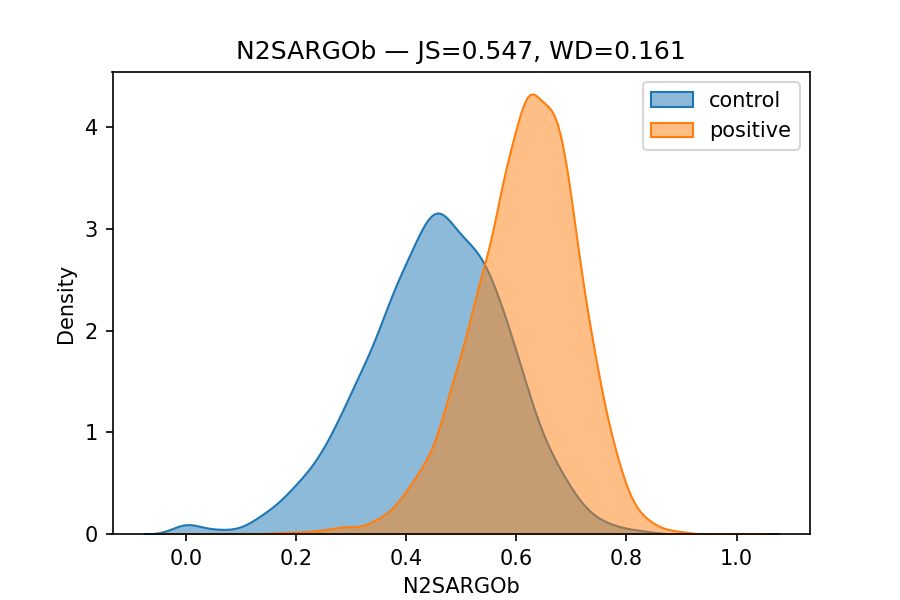 N2SARGOb — JS=0.547, WD=0.161
control
positive
Density
4
3
2
1
0
0.0 0.2 0.4 0.6 0.8 1.0
N2SARGOb